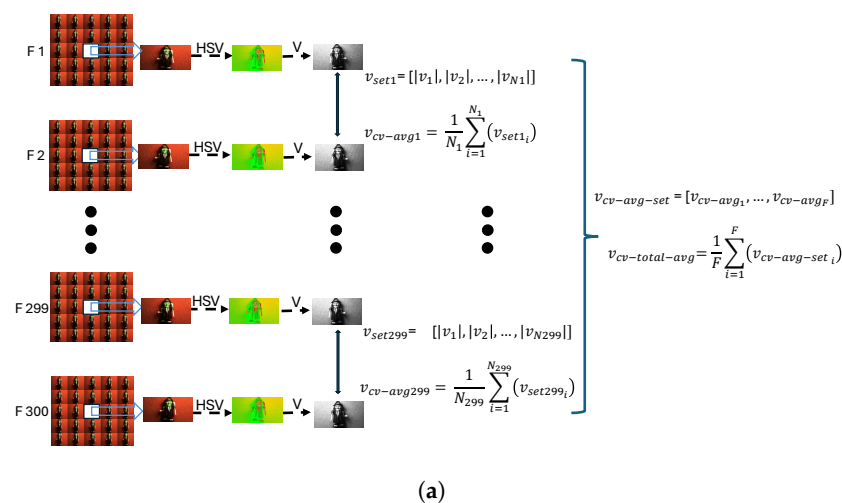 F 1
HSV
V
v_{set1} = [|v_1|, |v_2|, …, |v_{N1}|]
v_{cv-avg1} = \frac{1}{N_1} \sum_{i=1}^{N_1} (v_{set1_i})
F 2
HSV
V
v_{cv-avg-set} = [v_{cv-avg_1}, …, v_{cv-avg_F}]
v_{cv-total-avg} = \frac{1}{F} \sum_{i=1}^{F} (v_{cv-avg-set_i})
F 299
HSV
V
v_{set299} = [|v_1|, |v_2|, …, |v_{N299}|]
v_{cv-avg299} = \frac{1}{N_{299}} \sum_{i=1}^{N_{299}} (v_{set299_i})
F 300
HSV
V
(a)